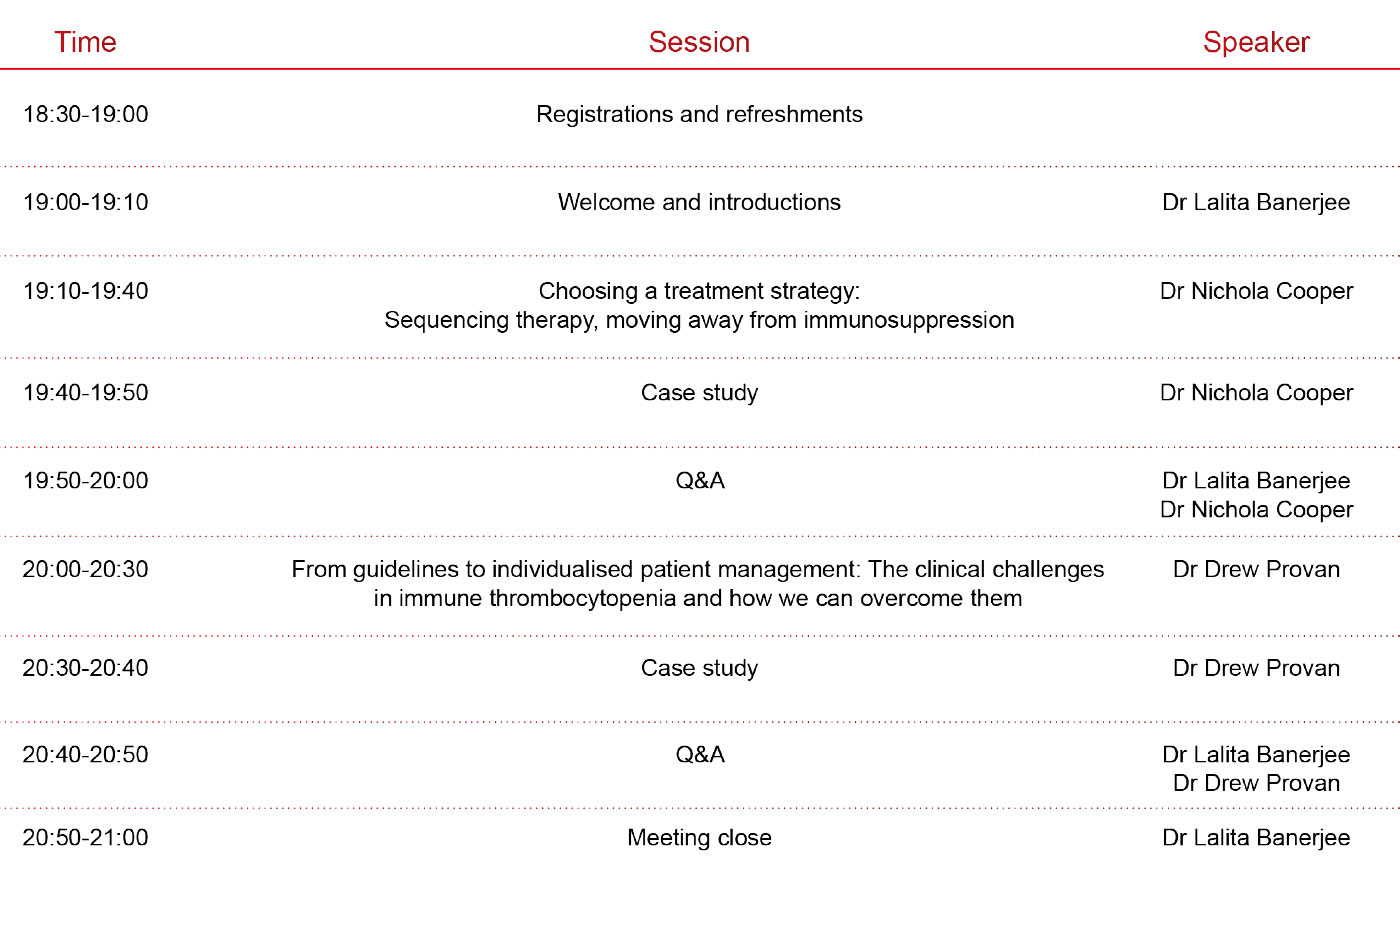 Time Session Speaker
18:30-19:00 Registrations and refreshments
19:00-19:10 Welcome and introductions Dr Lalita Banerjee
19:10-19:40 Choosing a treatment strategy: Dr Nichola Cooper
Sequencing therapy, moving away from immunosuppression
19:40-19:50 Case study Dr Nichola Cooper
19:50-20:00 Q&A Dr Lalita Banerjee
Dr Nichola Cooper
20:00-20:30 From guidelines to individualised patient management: The clinical challenges Dr Drew Provan
in immune thrombocytopenia and how we can overcome them
20:30-20:40 Case study Dr Drew Provan
20:40-20:50 Q&A Dr Lalita Banerjee
Dr Drew Provan
20:50-21:00 Meeting close Dr Lalita Banerjee